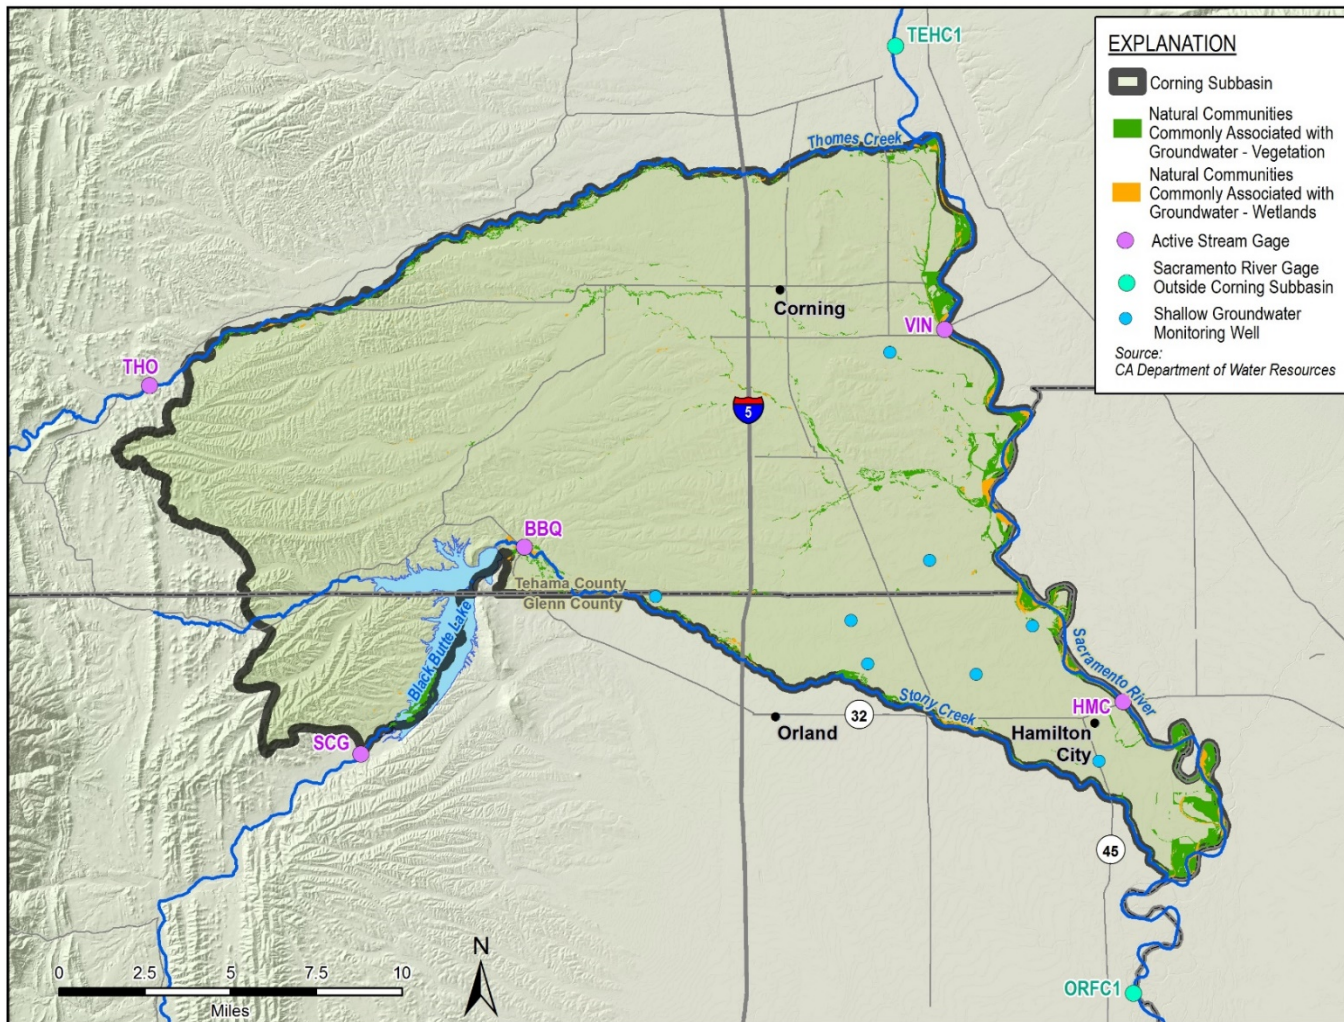 TEHC1
EXPLANATION
Corning Subbasin
Natural Communities
Commonly Associated with
Groundwater - Vegetation
Natural Communities
Commonly Associated with
Groundwater - Wetlands
Active Stream Gage
Sacramento River Gage
Outside Corning Subbasin
Shallow Groundwater
Monitoring Well
Source:
CA Department of Water Resources
Thomes Creek
Corning
VIN
THO
5
BBQ
Tehama County
Glenn County
Black Butte Lake
Sacramento River
Stony Creek
HMC
32
Orland
Hamilton
City
SCG
45
N
0 2.5 5 7.5 10
Miles
ORFC1